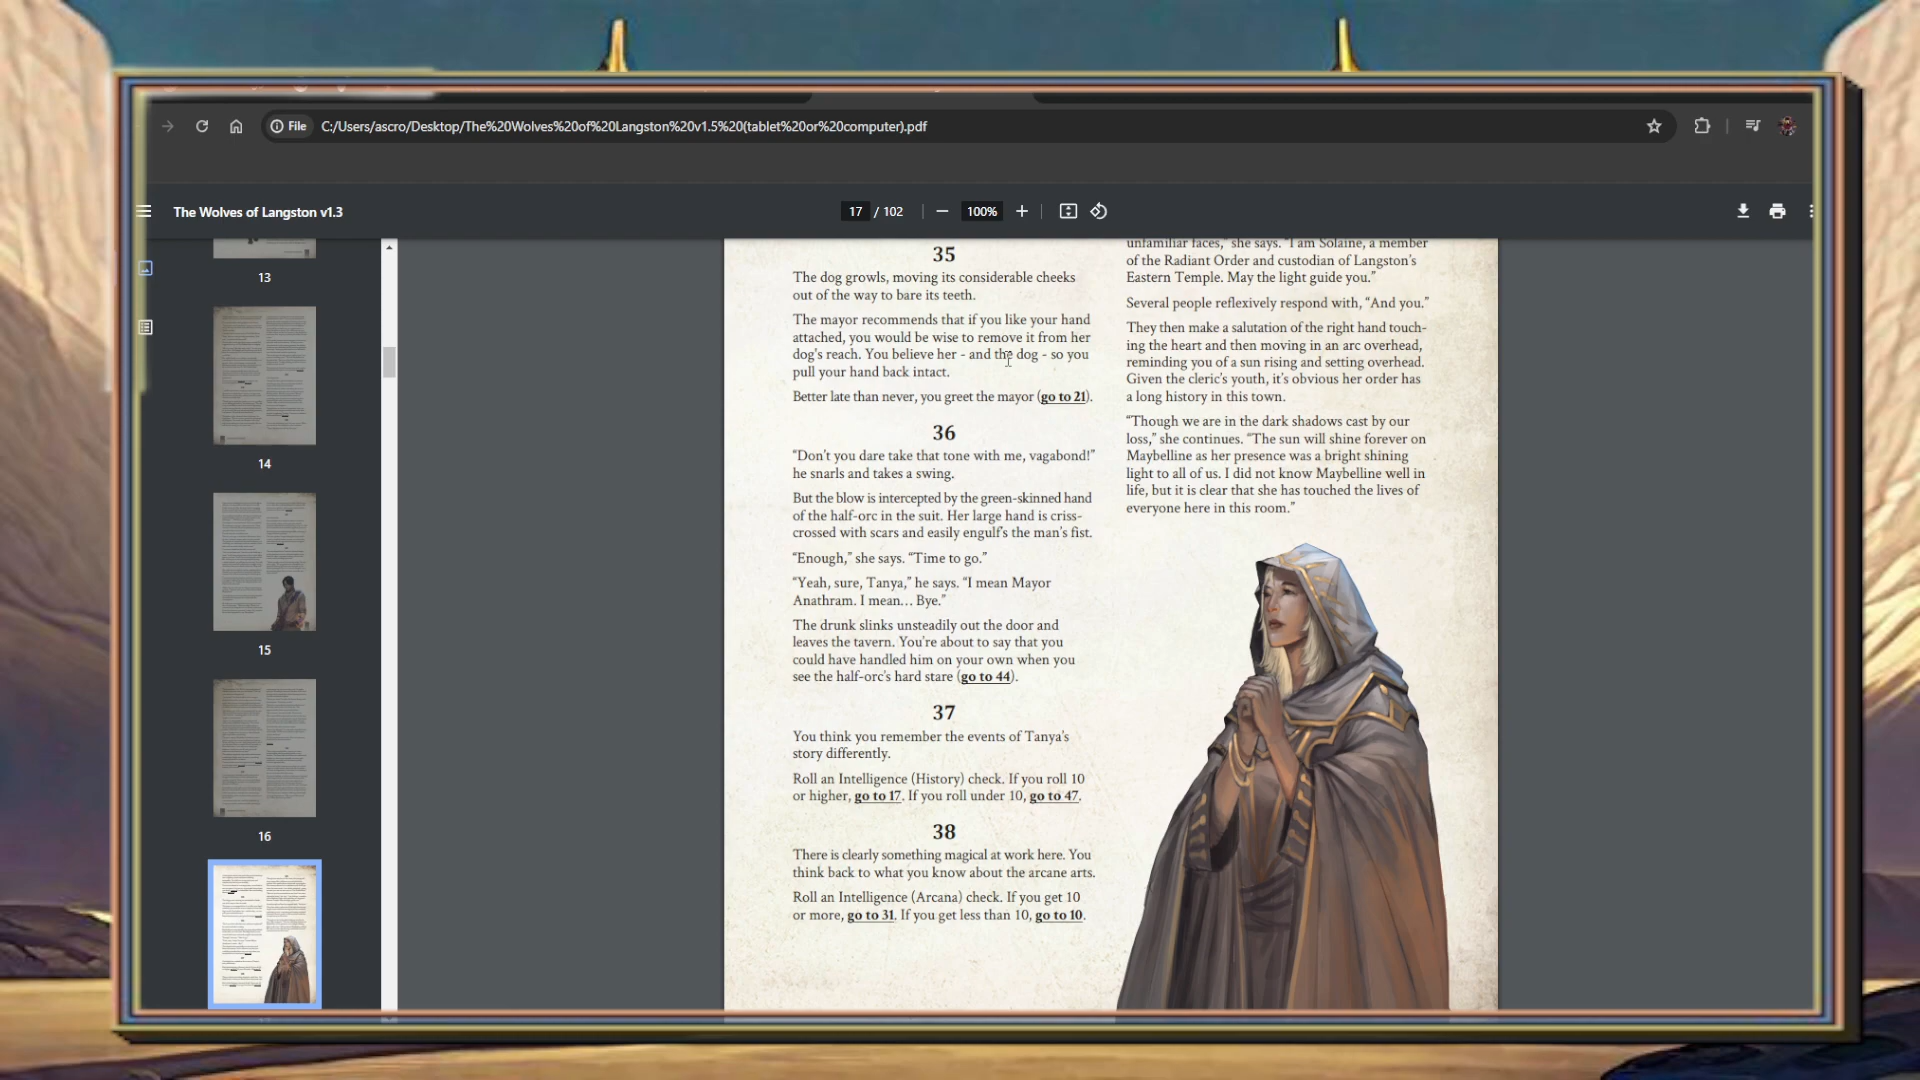 File
C:/Users/ascro/Desktop/The%20Wolves%20of%20Langston%20v1.5%20(tablet%20or%20computer).pdf
The Wolves of Langston v1.3
17 / 102
100%
13
14
15
16
35
The dog growls, moving its considerable cheeks
out of the way to bare its teeth.
The mayor recommends that if you like your hand
attached, you would be wise to remove it from her
dog's reach. You believe her - and the dog - so you
pull your hand back intact.
Better late than never, you greet the mayor (go to 21).
36
“Don't you dare take that tone with me, vagabond!”
he snarls and takes a swing.
But the blow is intercepted by the green-skinned hand
of the half-orc in the suit. Her large hand is criss-
crossed with scars and easily engulf's the man's fist.
“Enough,” she says. “Time to go.”
“Yeah, sure, Tanya,” he says. “I mean Mayor
Anathram. I mean… Bye.”
The drunk slinks unsteadily out the door and
leaves the tavern. You're about to say that you
could have handled him on your own when you
see the half-orc's hard stare (go to 44).
37
You think you remember the events of Tanya's
story differently.
Roll an Intelligence (History) check. If you roll 10
or higher, go to 17. If you roll under 10, go to 47.
38
There is clearly something magical at work here. You
think back to what you know about the arcane arts.
Roll an Intelligence (Arcana) check. If you get 10
or more, go to 31. If you get less than 10, go to 10.
unfamiliar faces,” she says. “I am Solaine, a member
of the Radiant Order and custodian of Langston's
Eastern Temple. May the light guide you.”
Several people reflexively respond with, “And you.”
They then make a salutation of the right hand touch-
ing the heart and then moving in an arc overhead,
reminding you of a sun rising and setting overhead.
Given the cleric's youth, it's obvious her order has
a long history in this town.
“Though we are in the dark shadows cast by our
loss,” she continues. “The sun will shine forever on
Maybelline as her presence was a bright shining
light to all of us. I did not know Maybelline well in
life, but it is clear that she has touched the lives of
everyone here in this room.”